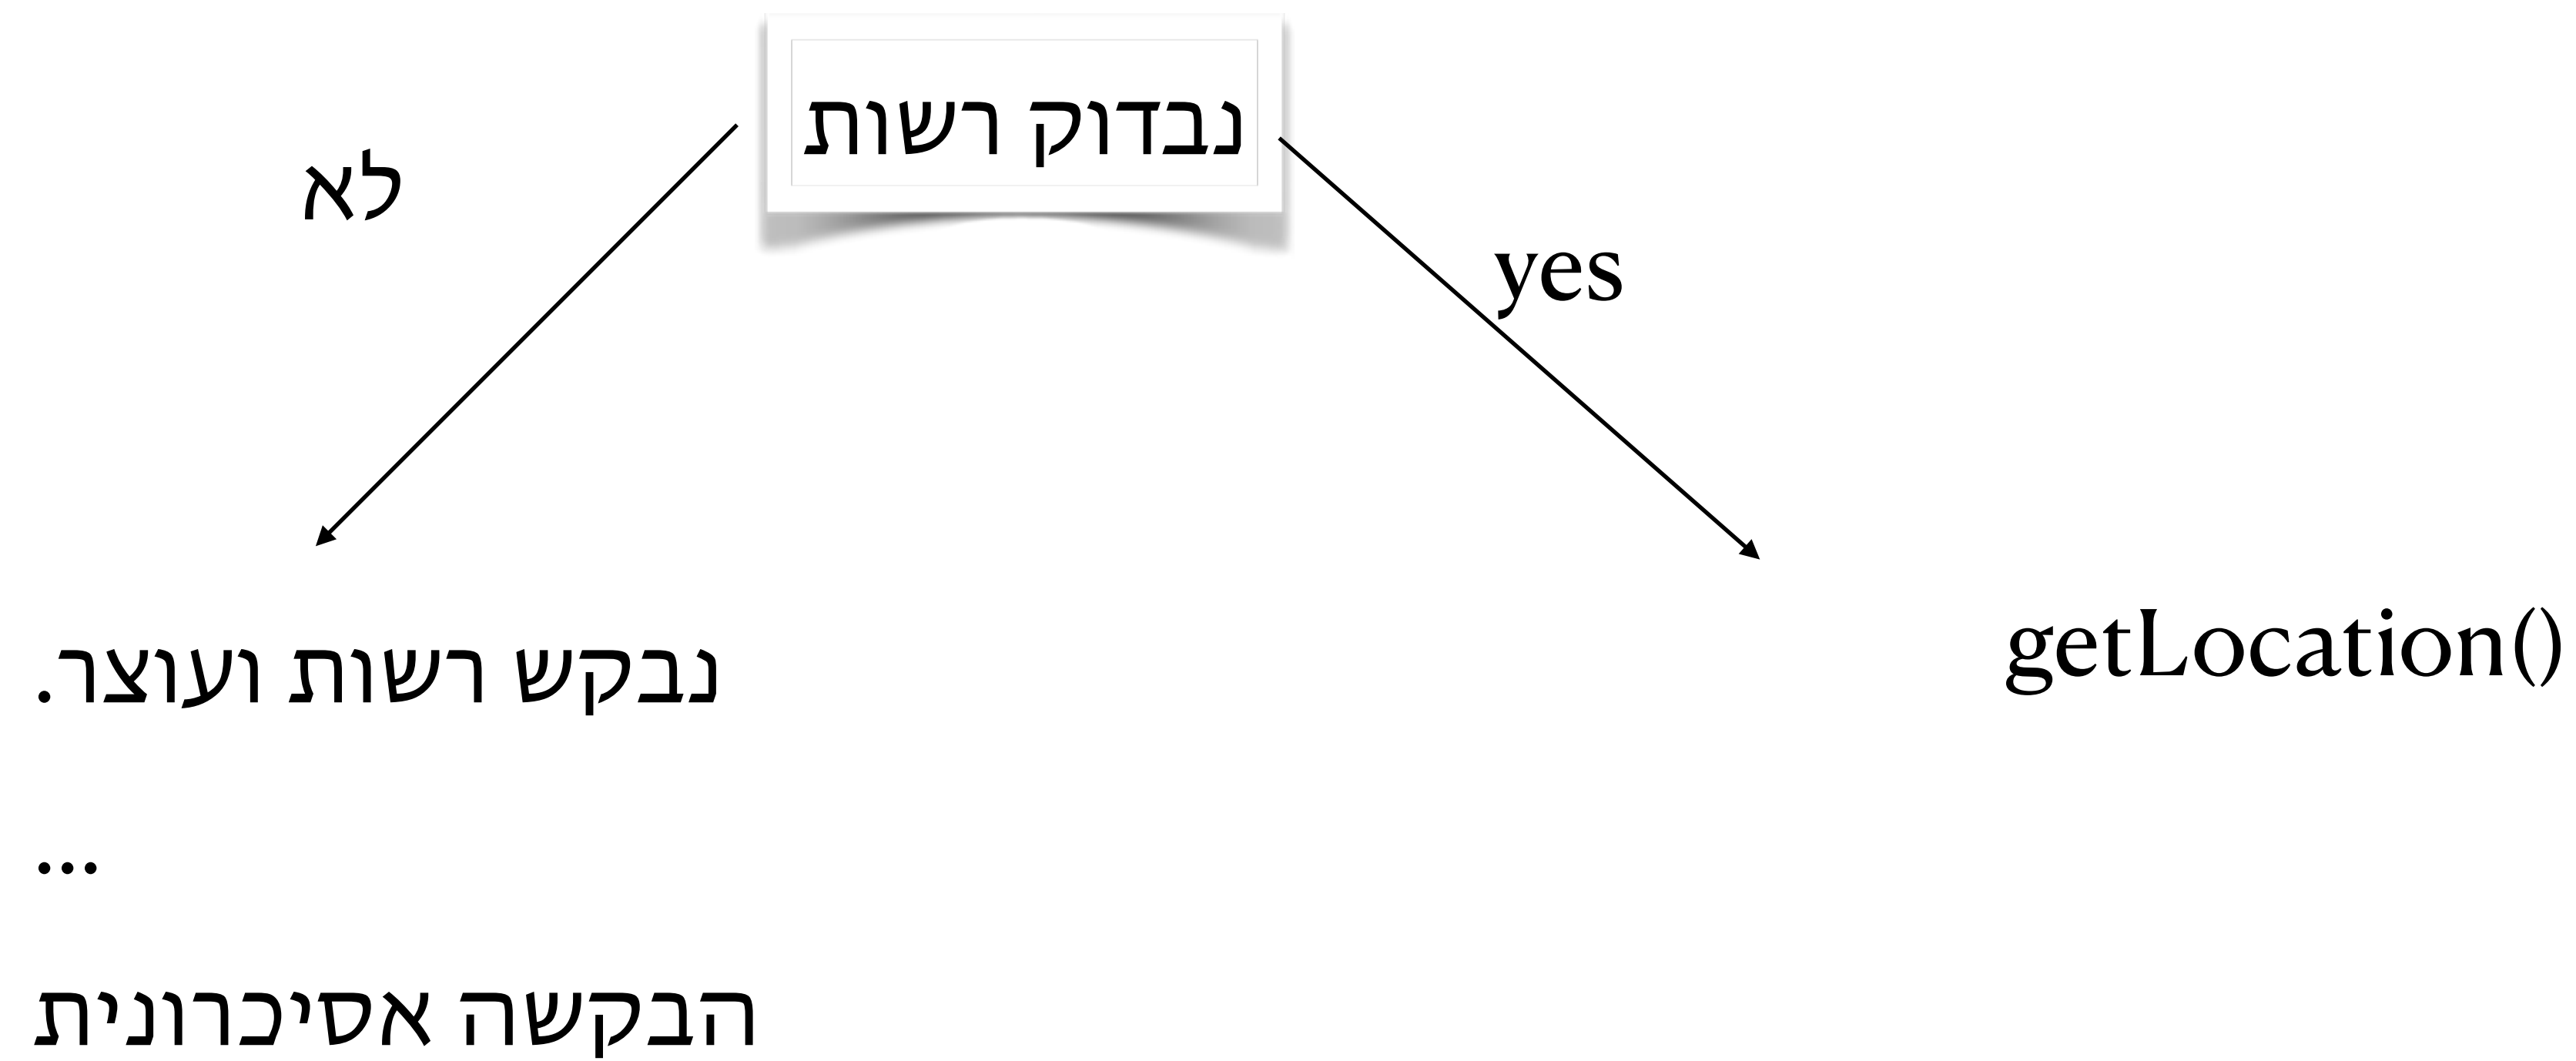 נבדוק רשות
לא
yes
נבקש רשות ועוצר.
getLocation()
...
הבקשה אסיכרונית